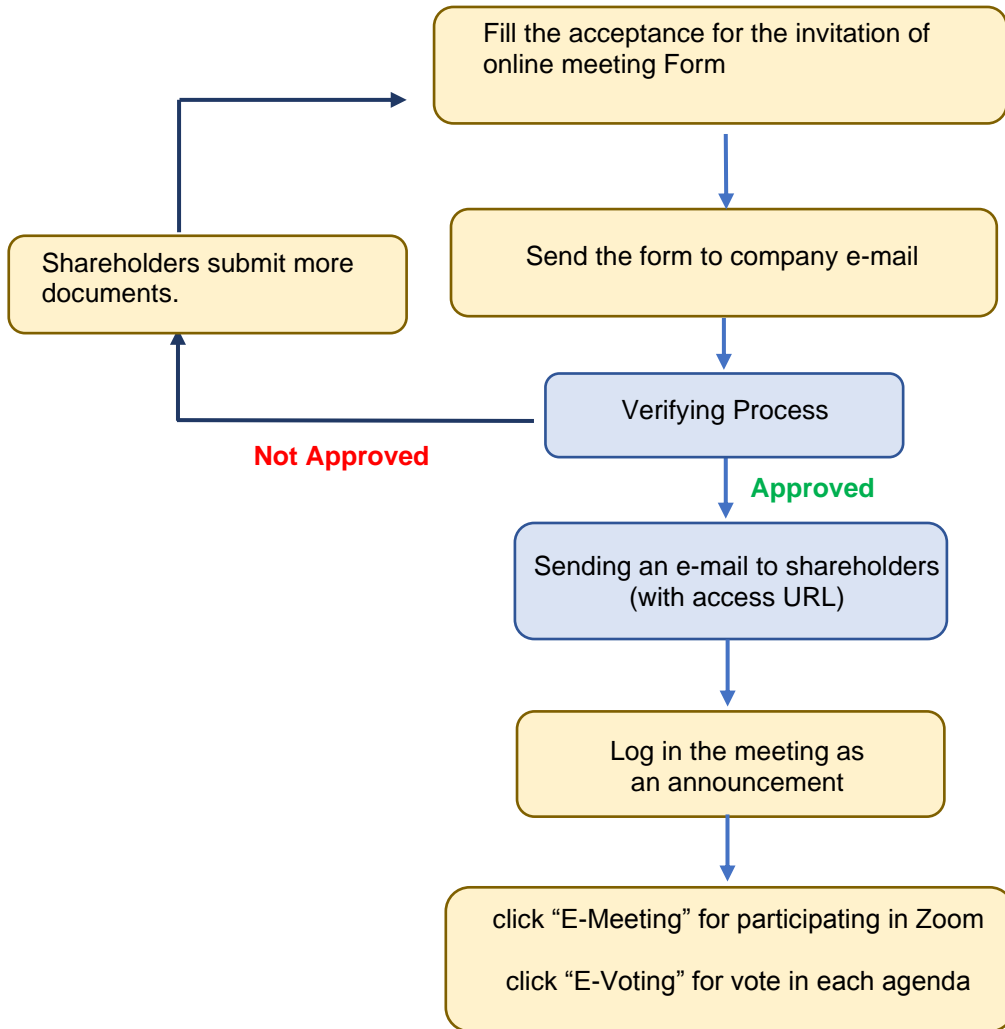 Fill the acceptance for the invitation of
online meeting Form
Shareholders submit more
documents.
Send the form to company e-mail
Verifying Process
Not Approved
Approved
Sending an e-mail to shareholders
(with access URL)
Log in the meeting as
an announcement
click “E-Meeting” for participating in Zoom
click “E-Voting” for vote in each agenda